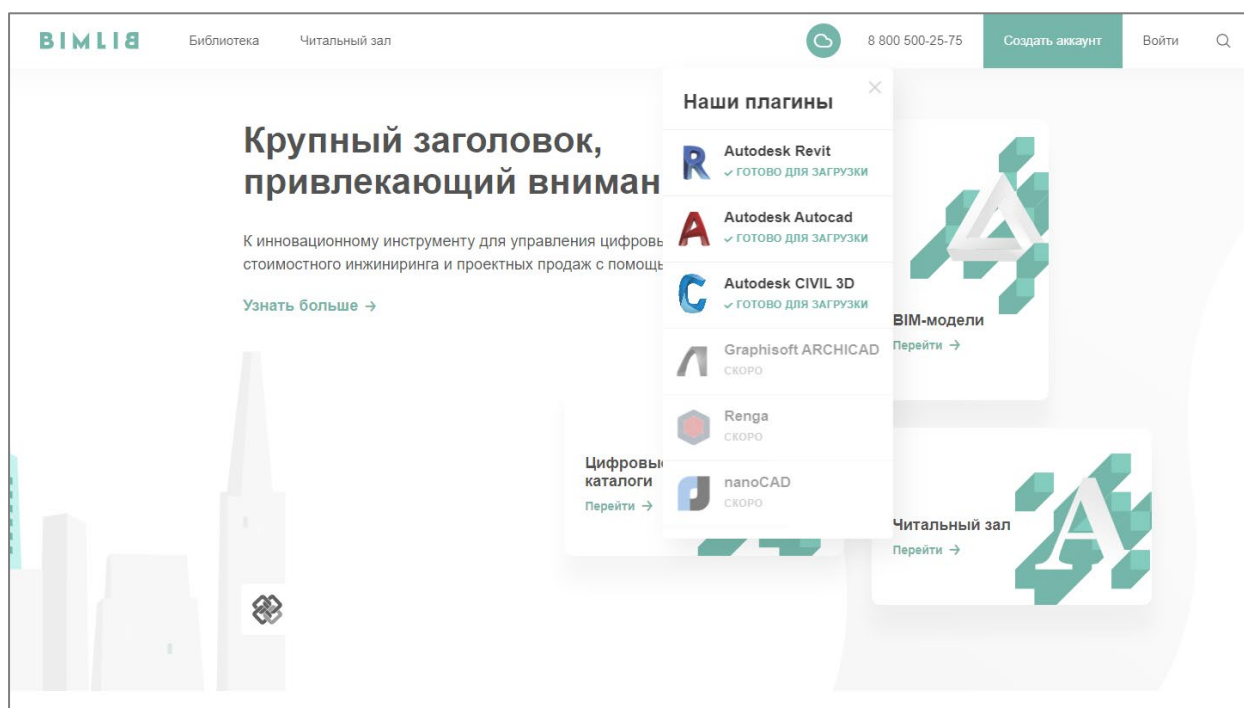 BIMLIB
Библиотека
Читальный зал
8 800 500-25-75
Создать аккаунт
Войти
Крупный заголовок,
привлекающий вниман
К инновационному инструменту для управления цифровы
стоимостного инжиниринга и проектных продаж с помощь
Узнать больше →
Наши плагины
Autodesk Revit
ГОТОВО ДЛЯ ЗАГРУЗКИ
Autodesk Autocad
ГОТОВО ДЛЯ ЗАГРУЗКИ
Autodesk CIVIL 3D
ГОТОВО ДЛЯ ЗАГРУЗКИ
Graphisoft ARCHICAD
СКОРО
Renga
СКОРО
nanoCAD
СКОРО
BIM-модели
Перейти →
Цифровы
каталоги
Перейти →
Читальный зал
Перейти →